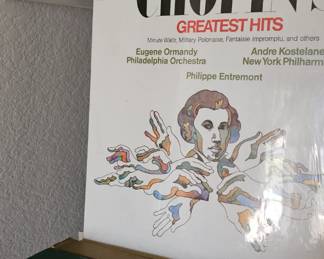 CHOPIN'S
GREATEST HITS
Minute Waltz, Military Polonaise, Fantaisie Impromptu, and others
Eugene Ormandy
Philadelphia Orchestra
Andre Kostelane
New York Philharm
Philippe Entremont